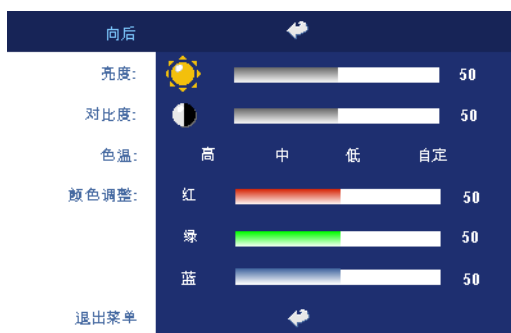 向后
亮度: 50
对比度: 50
色温: 高 中 低 自定
颜色调整: 红 50
绿 50
蓝 50
退出菜单